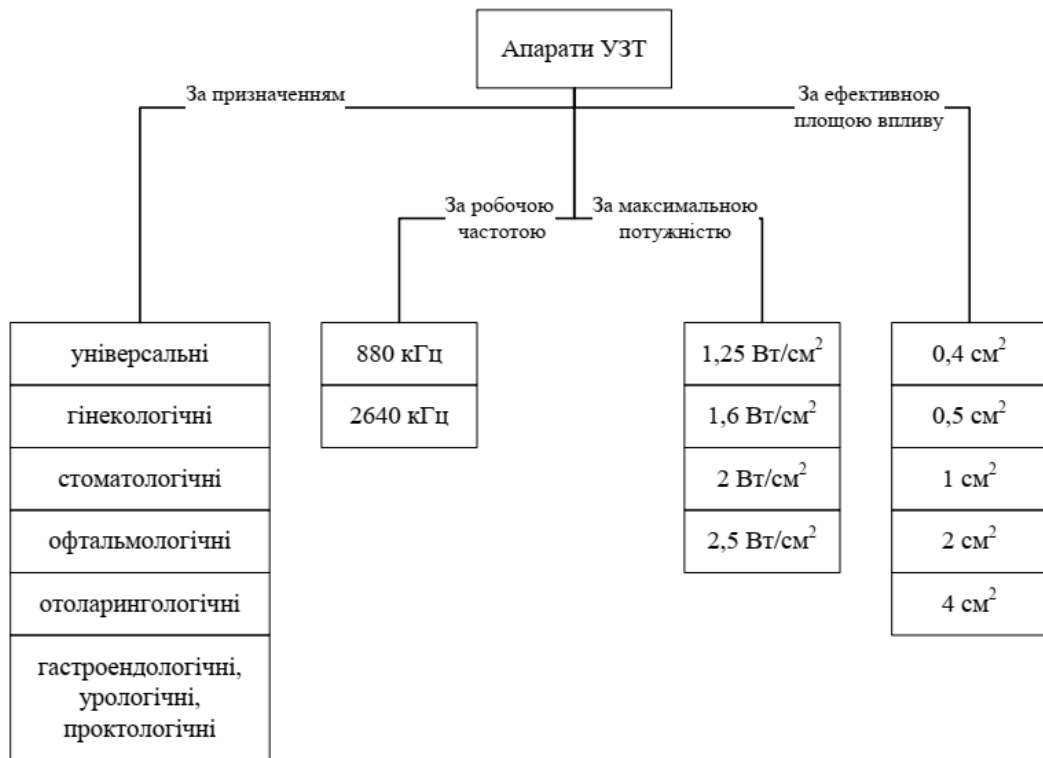 Апарати УЗТ
За призначенням
За ефективною
площою впливу
За робочою
частотою
За максимальною
потужністю
універсальні
гінекологічні
стоматологічні
офтальмологічні
отоларингологічні
гастроендологічні,
урологічні,
проктологічні
880 кГц
2640 кГц
1,25 Вт/см²
1,6 Вт/см²
2 Вт/см²
2,5 Вт/см²
0,4 см²
0,5 см²
1 см²
2 см²
4 см²